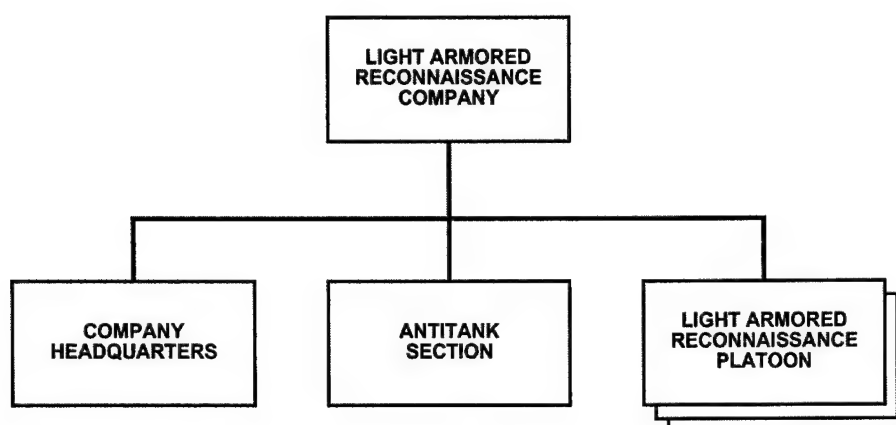 LIGHT ARMORED
RECONNAISSANCE
COMPANY
COMPANY
HEADQUARTERS
ANTITANK
SECTION
LIGHT ARMORED
RECONNAISSANCE
PLATOON